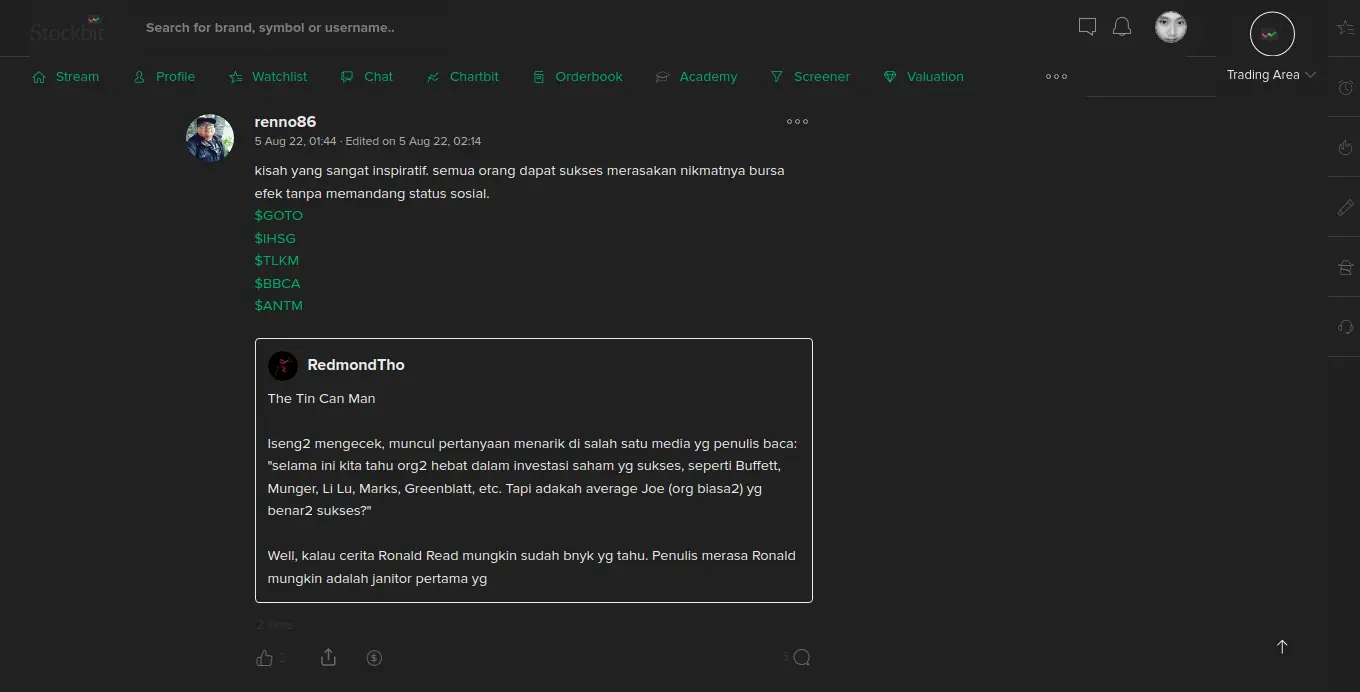 Stockbit
Search for brand, symbol or username..
Stream Profile Watchlist Chat Chartbit Orderbook Academy Screener Valuation
Trading Area
renno86
5 Aug 22, 01:44 · Edited on 5 Aug 22, 02:14
kisah yang sangat inspiratif. semua orang dapat sukses merasakan nikmatnya bursa
efek tanpa memandang status sosial.
$GOTO
$IHSG
$TLKM
$BBCA
$ANTM
RedmondTho
The Tin Can Man
Iseng2 mengecek, muncul pertanyaan menarik di salah satu media yg penulis baca:
"selama ini kita tahu org2 hebat dalam investasi saham yg sukses, seperti Buffett,
Munger, Li Lu, Marks, Greenblatt, etc. Tapi adakah average Joe (org biasa2) yg
benar2 sukses?"
Well, kalau cerita Ronald Read mungkin sudah bnyk yg tahu. Penulis merasa Ronald
mungkin adalah janitor pertama yg
2 likes